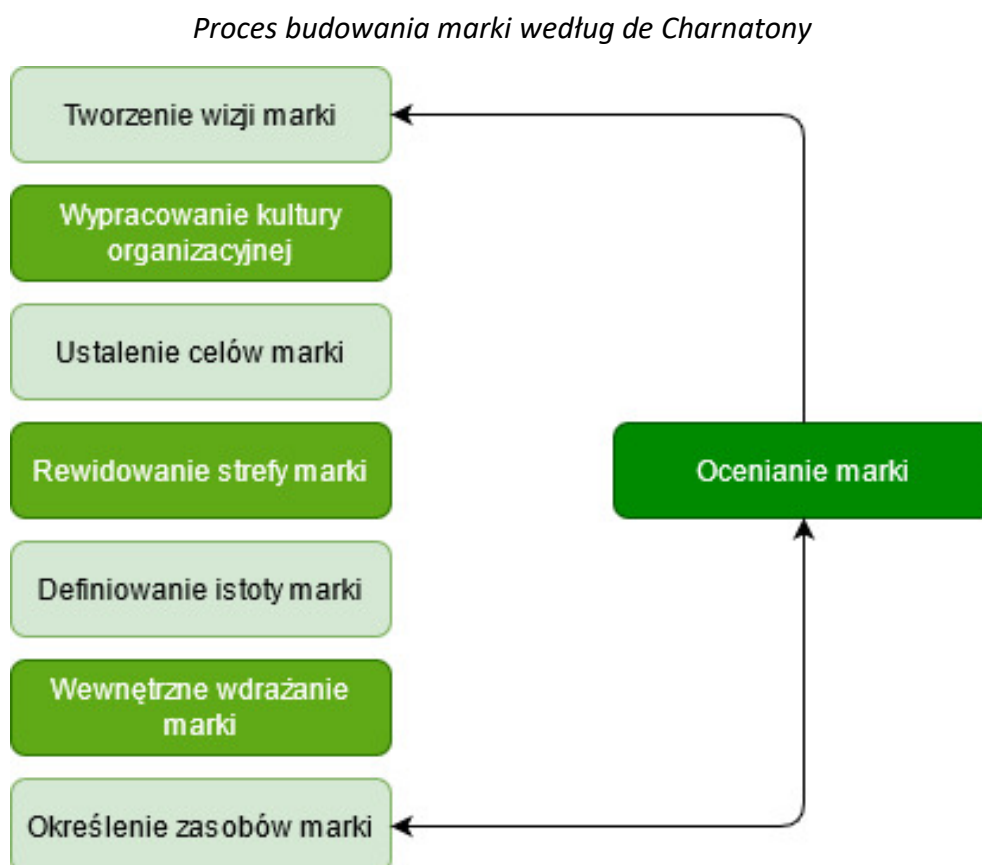 Proces budowania marki według de Charnatony
Tworzenie wizji marki
Wypracowanie kultury
organizacyjnej
Ustalenie celów marki
Rewidowanie strefy marki
Ocenianie marki
Definiowanie istoty marki
Wewnętrzne wdrażanie
marki
Określenie zasobów marki